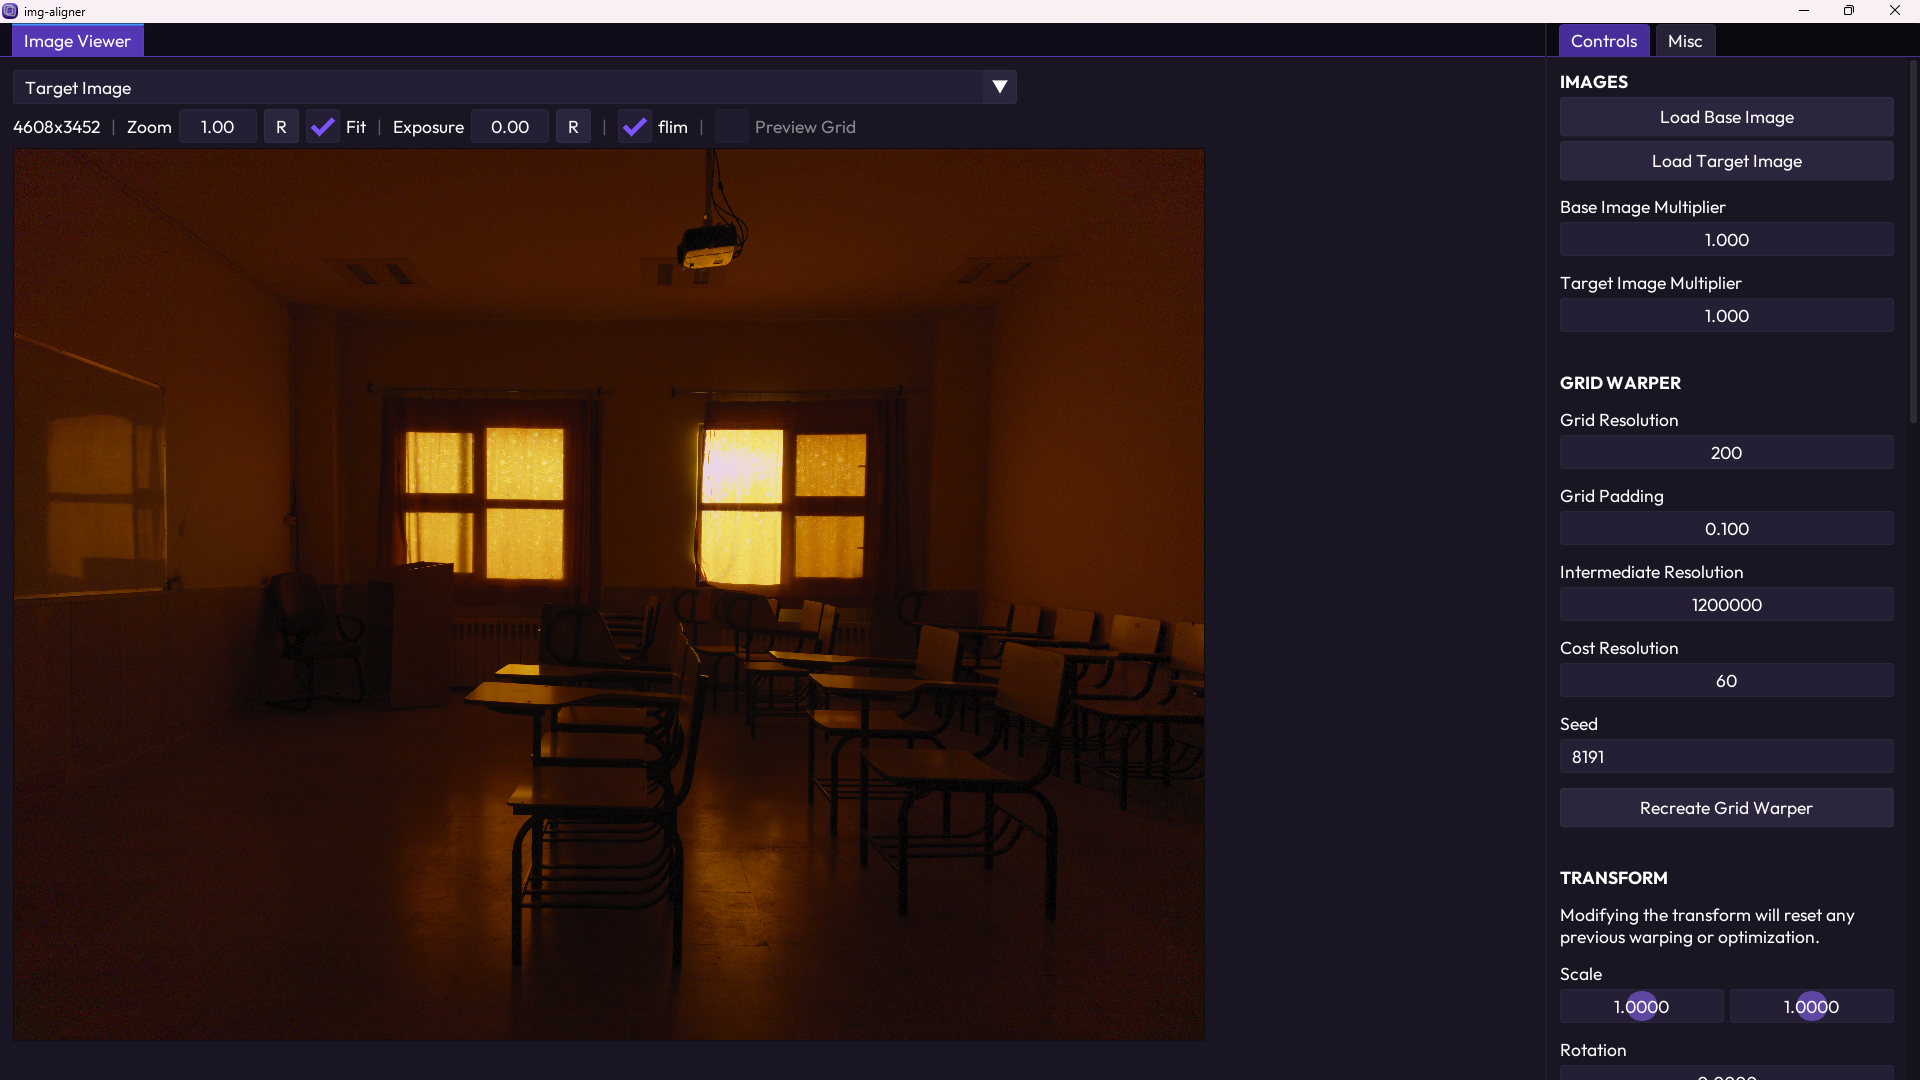 img-aligner
Image Viewer
Controls Misc
Target Image
4608x3452 | Zoom 1.00 R Fit | Exposure 0.00 R | flim | Preview Grid
IMAGES
Load Base Image
Load Target Image
Base Image Multiplier
1.000
Target Image Multiplier
1.000
GRID WARPER
Grid Resolution
200
Grid Padding
0.100
Intermediate Resolution
1200000
Cost Resolution
60
Seed
8191
Recreate Grid Warper
TRANSFORM
Modifying the transform will reset any
previous warping or optimization.
Scale
1.0000 1.0000
Rotation